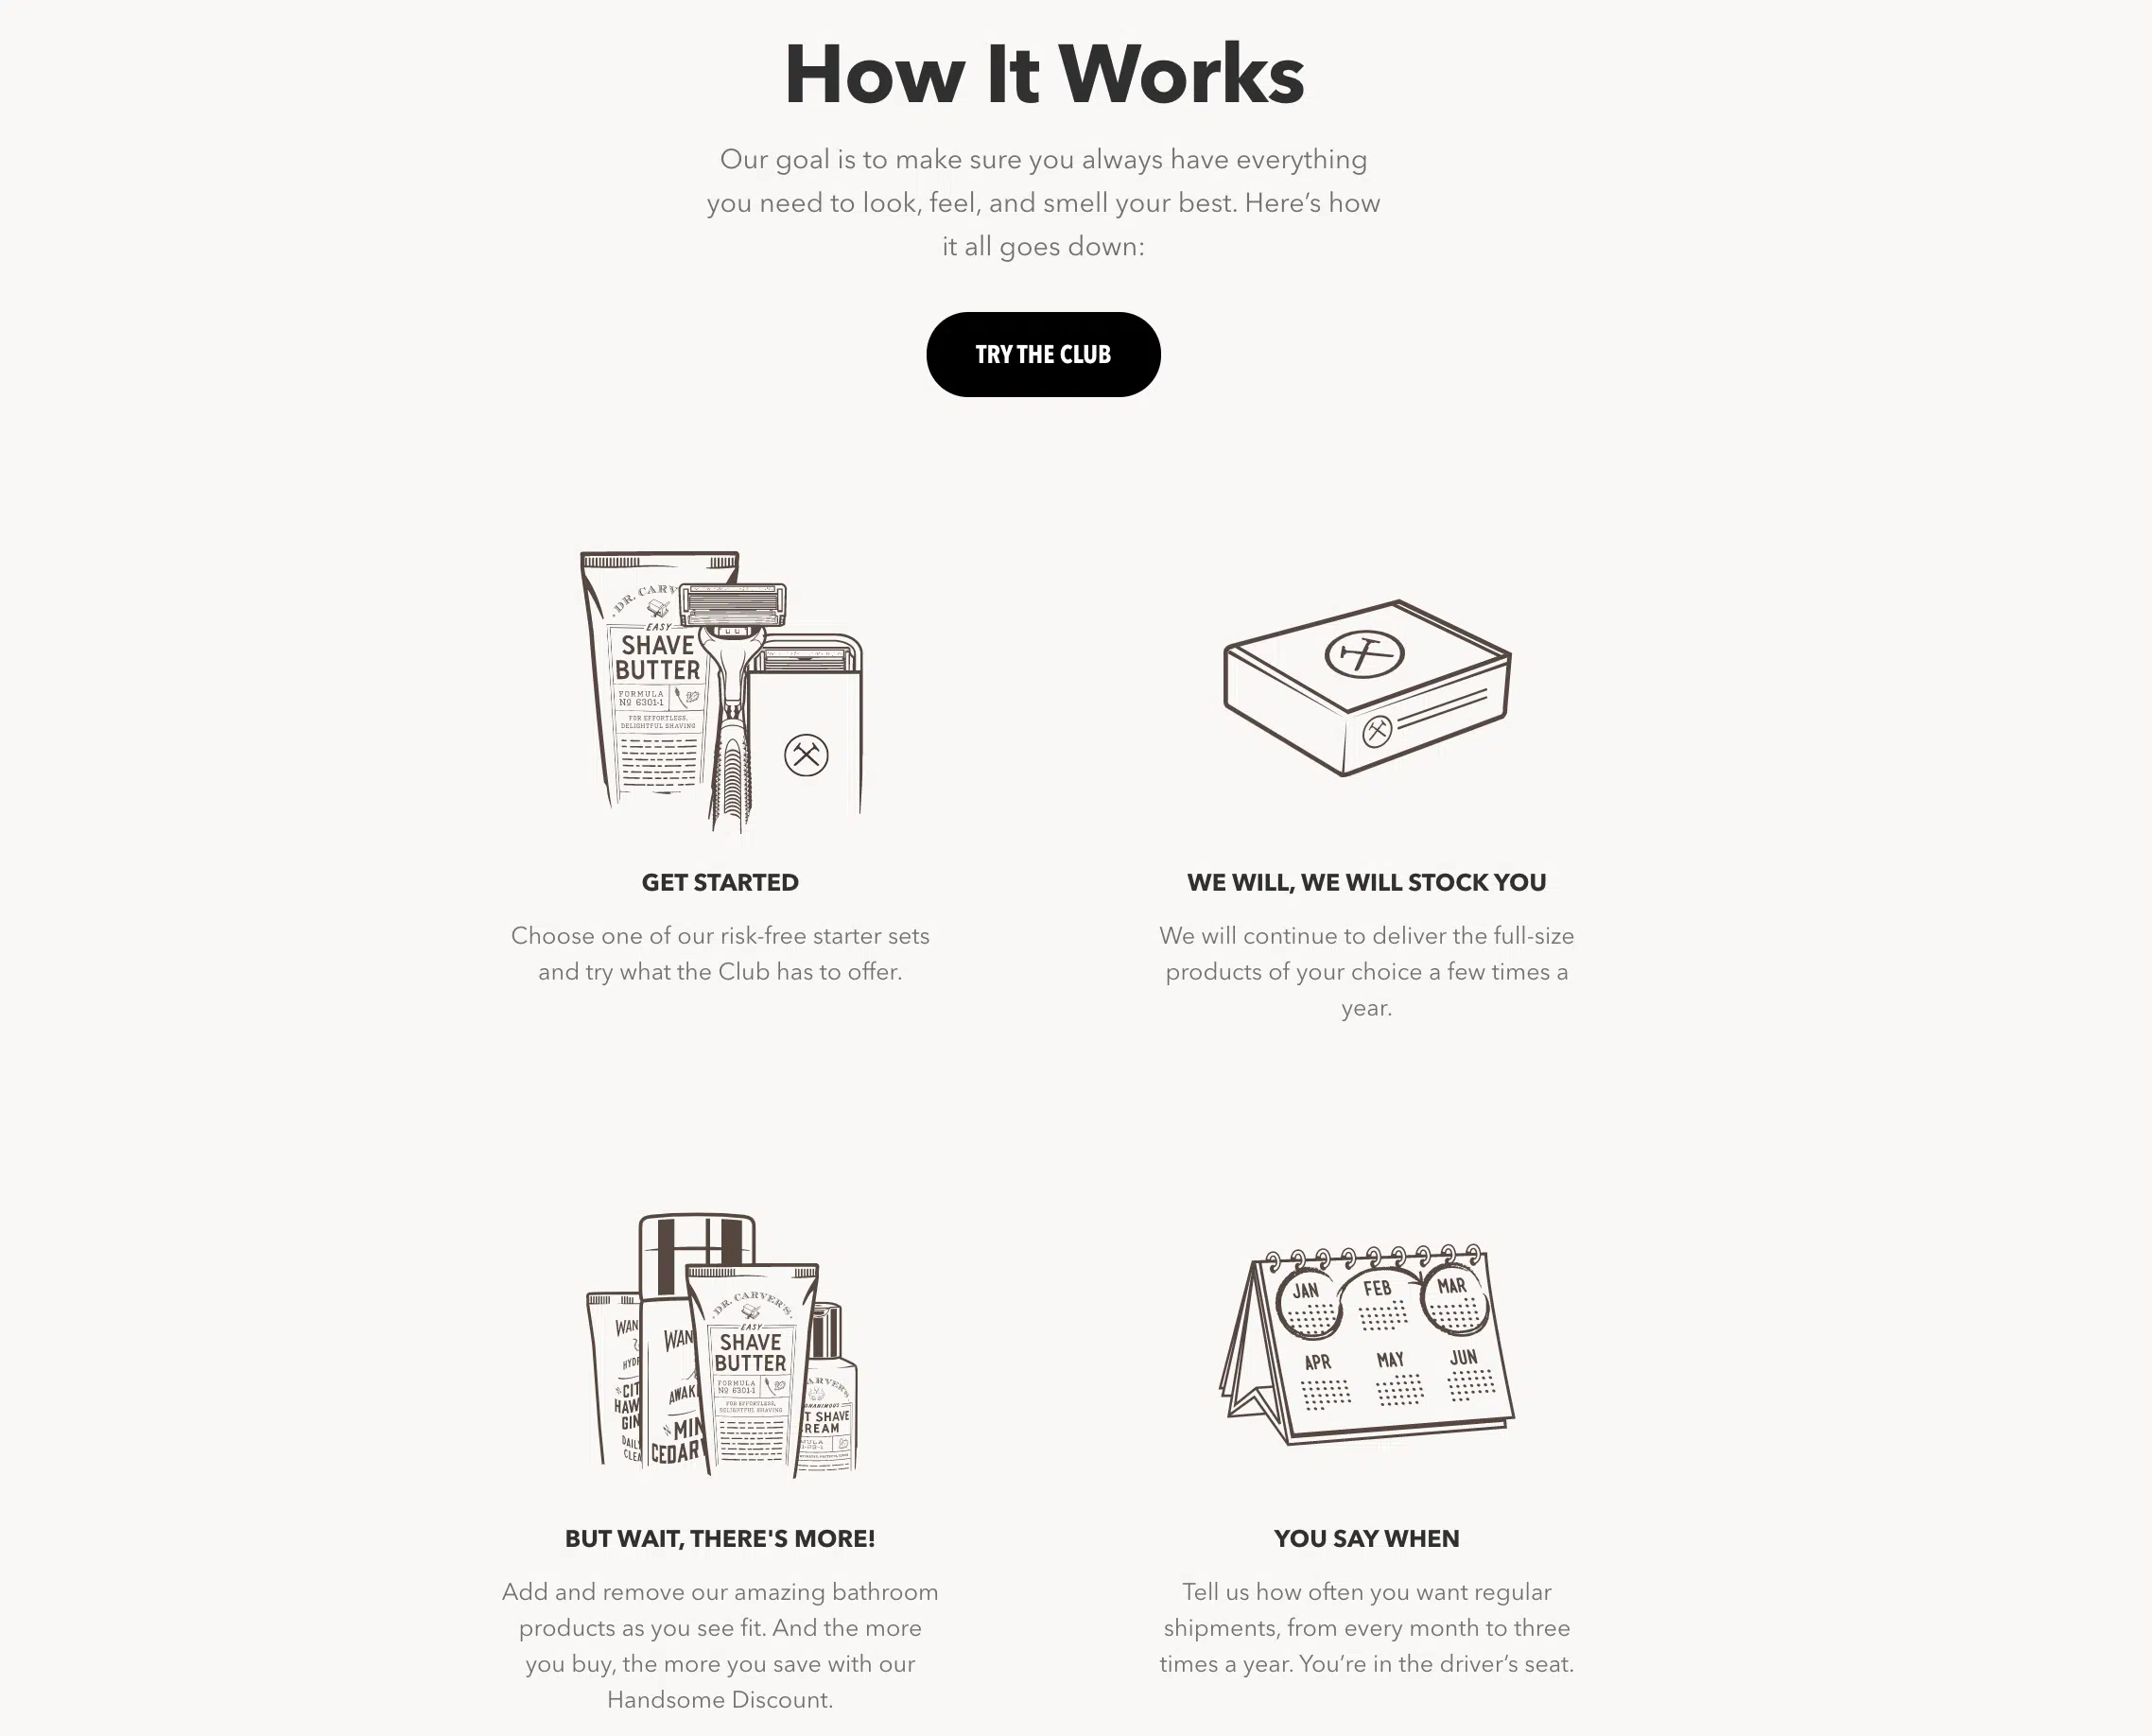 How It Works
Our goal is to make sure you always have everything
you need to look, feel, and smell your best. Here’s how
it all goes down:
TRY THE CLUB
DR. CARV
EASY
SHAVE
BUTTER
FORMULA
Nº 6301-1
FOR EFFORTLESS,
DELIGHTFUL SHAVING
GET STARTED
Choose one of our risk-free starter sets
and try what the Club has to offer.
WE WILL, WE WILL STOCK YOU
We will continue to deliver the full-size
products of your choice a few times a
year.
WAN
HYDR
CIT
HAW
GIN
DAILY
CLEA
WAN
AWAK
MIN
CEDAR
DR. CARVER'S
EASY
SHAVE
BUTTER
FORMULA
Nº 6301-1
FOR EFFORTLESS,
DELIGHTFUL SHAVING
ARVER'S
T SHAVE
REAM
BUT WAIT, THERE'S MORE!
Add and remove our amazing bathroom
products as you see fit. And the more
you buy, the more you save with our
Handsome Discount.
JAN FEB MAR
APR MAY JUN
YOU SAY WHEN
Tell us how often you want regular
shipments, from every month to three
times a year. You’re in the driver’s seat.